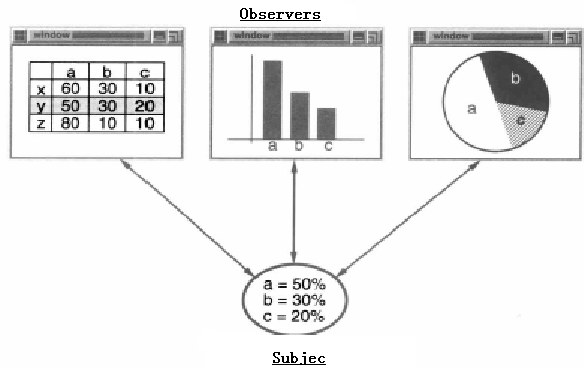 Observers
window
a b c
x 60 30 10
y 50 30 20
z 80 10 10
window
a b c
window
a b c
a = 50%
b = 30%
c = 20%
Subjec